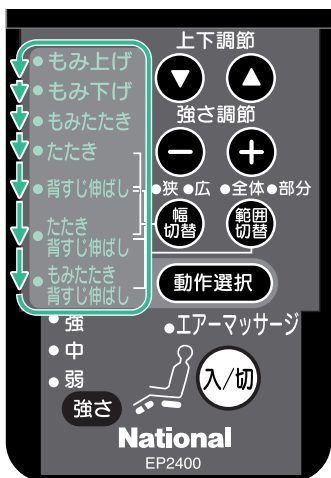 上下調節
●もみ上げ
●もみ下げ
●もみたたき
強さ調節
●たたき
●背すじ伸ばし
●狭 ●広 ●全体 ●部分
幅
切替
範囲
切替
●たたき
背すじ伸ばし
●もみたたき
背すじ伸ばし
動作選択
●強
●中
●弱
強さ
●エアーマッサージ
入/切
National
EP2400